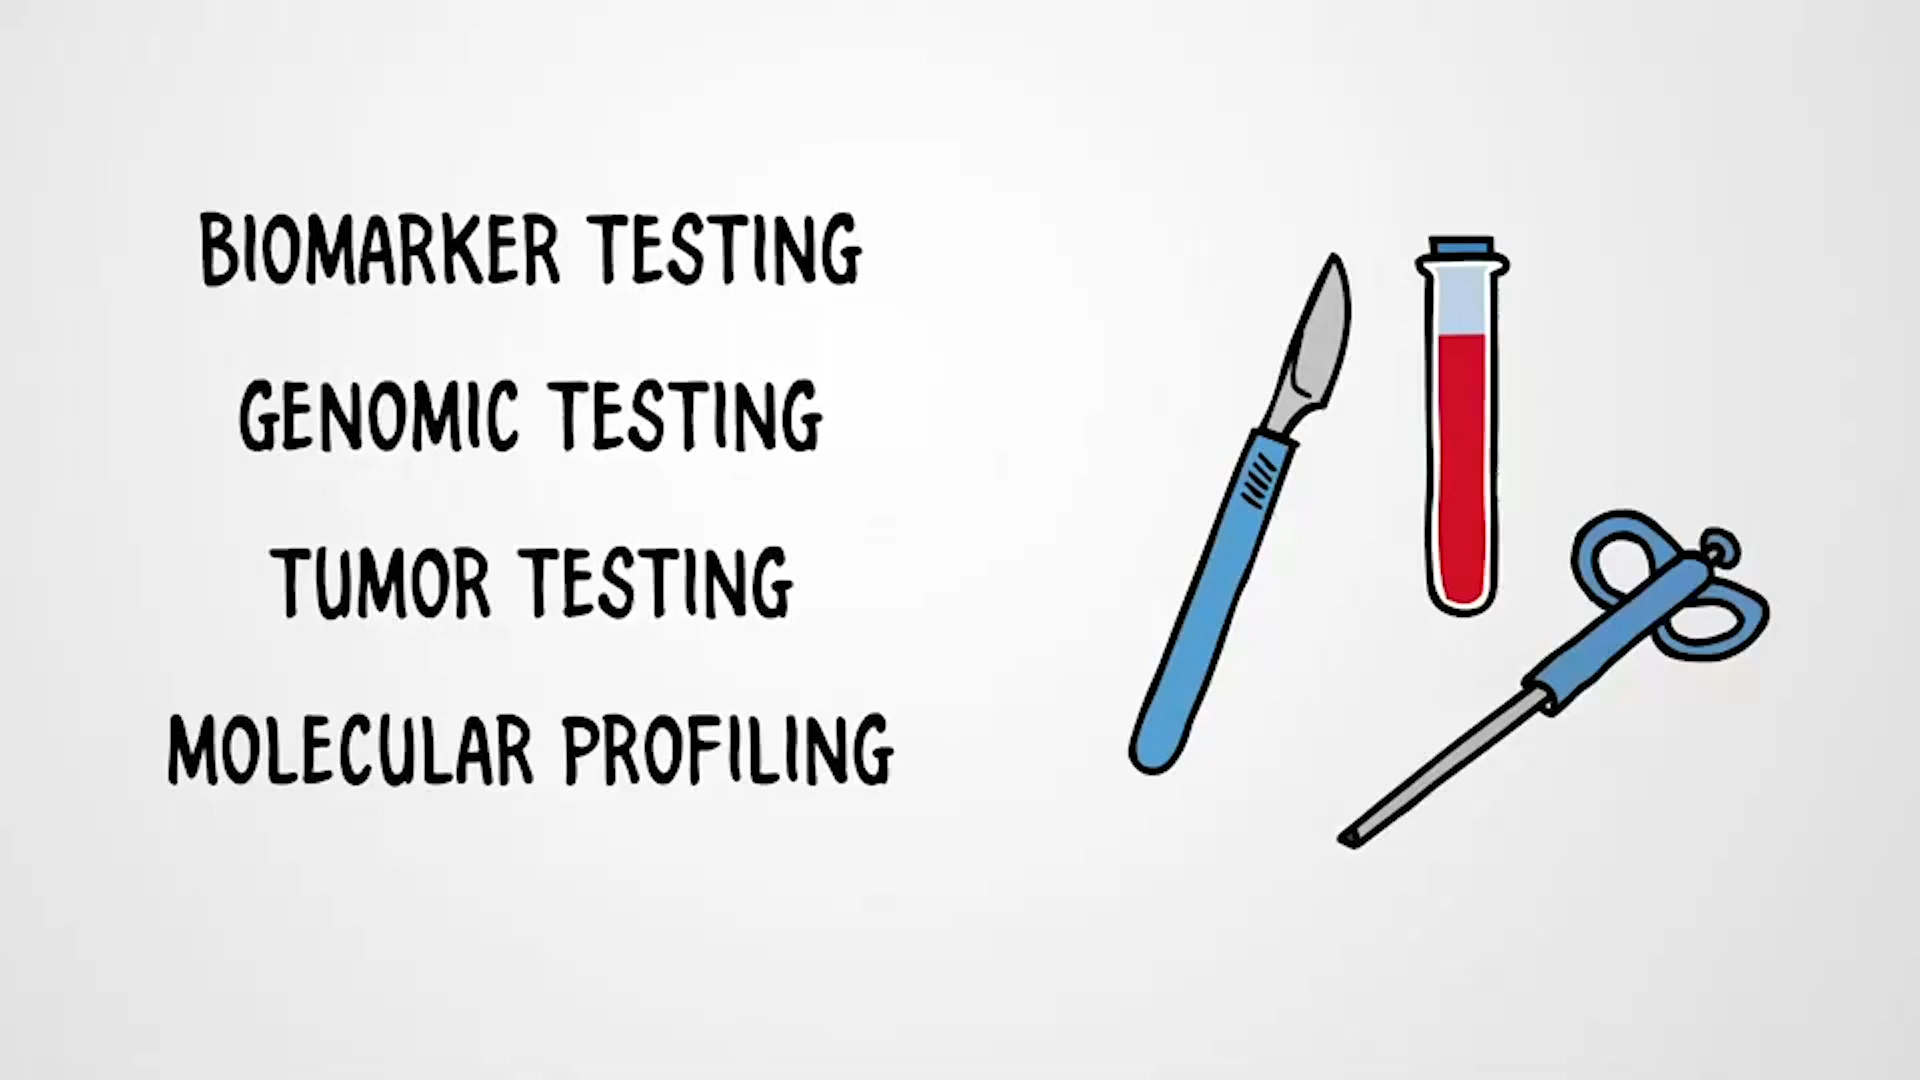 BIOMARKER TESTING
GENOMIC TESTING
TUMOR TESTING
MOLECULAR PROFILING